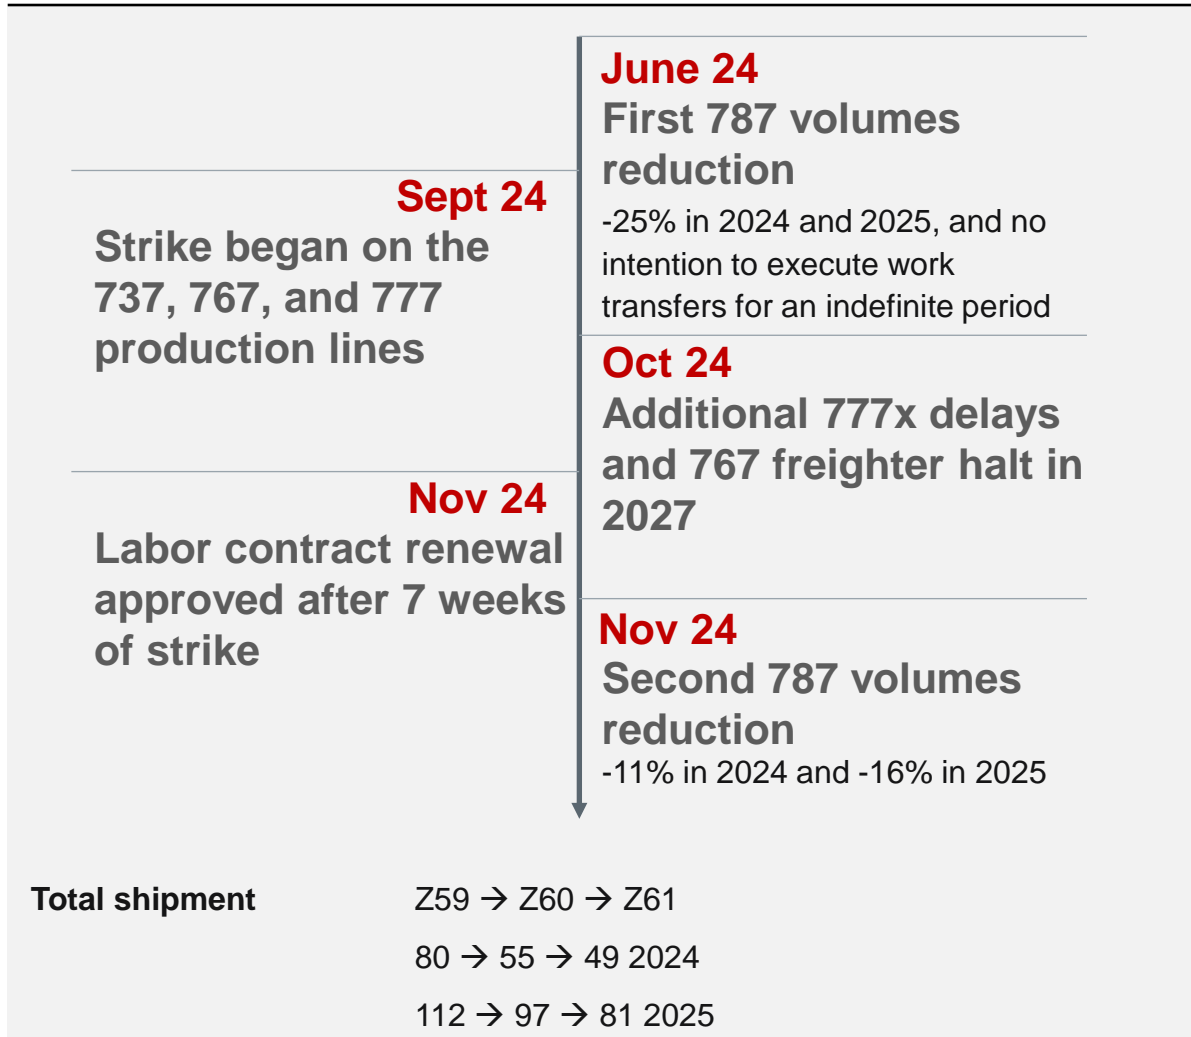 June 24
First 787 volumes
reduction
-25% in 2024 and 2025, and no
intention to execute work
transfers for an indefinite period
Sept 24
Strike began on the
737, 767, and 777
production lines
Oct 24
Additional 777x delays
and 767 freighter halt in
2027
Nov 24
Labor contract renewal
approved after 7 weeks
of strike
Nov 24
Second 787 volumes
reduction
-11% in 2024 and -16% in 2025
Total shipment Z59 → Z60 → Z61
80 → 55 → 49 2024
112 → 97 → 81 2025